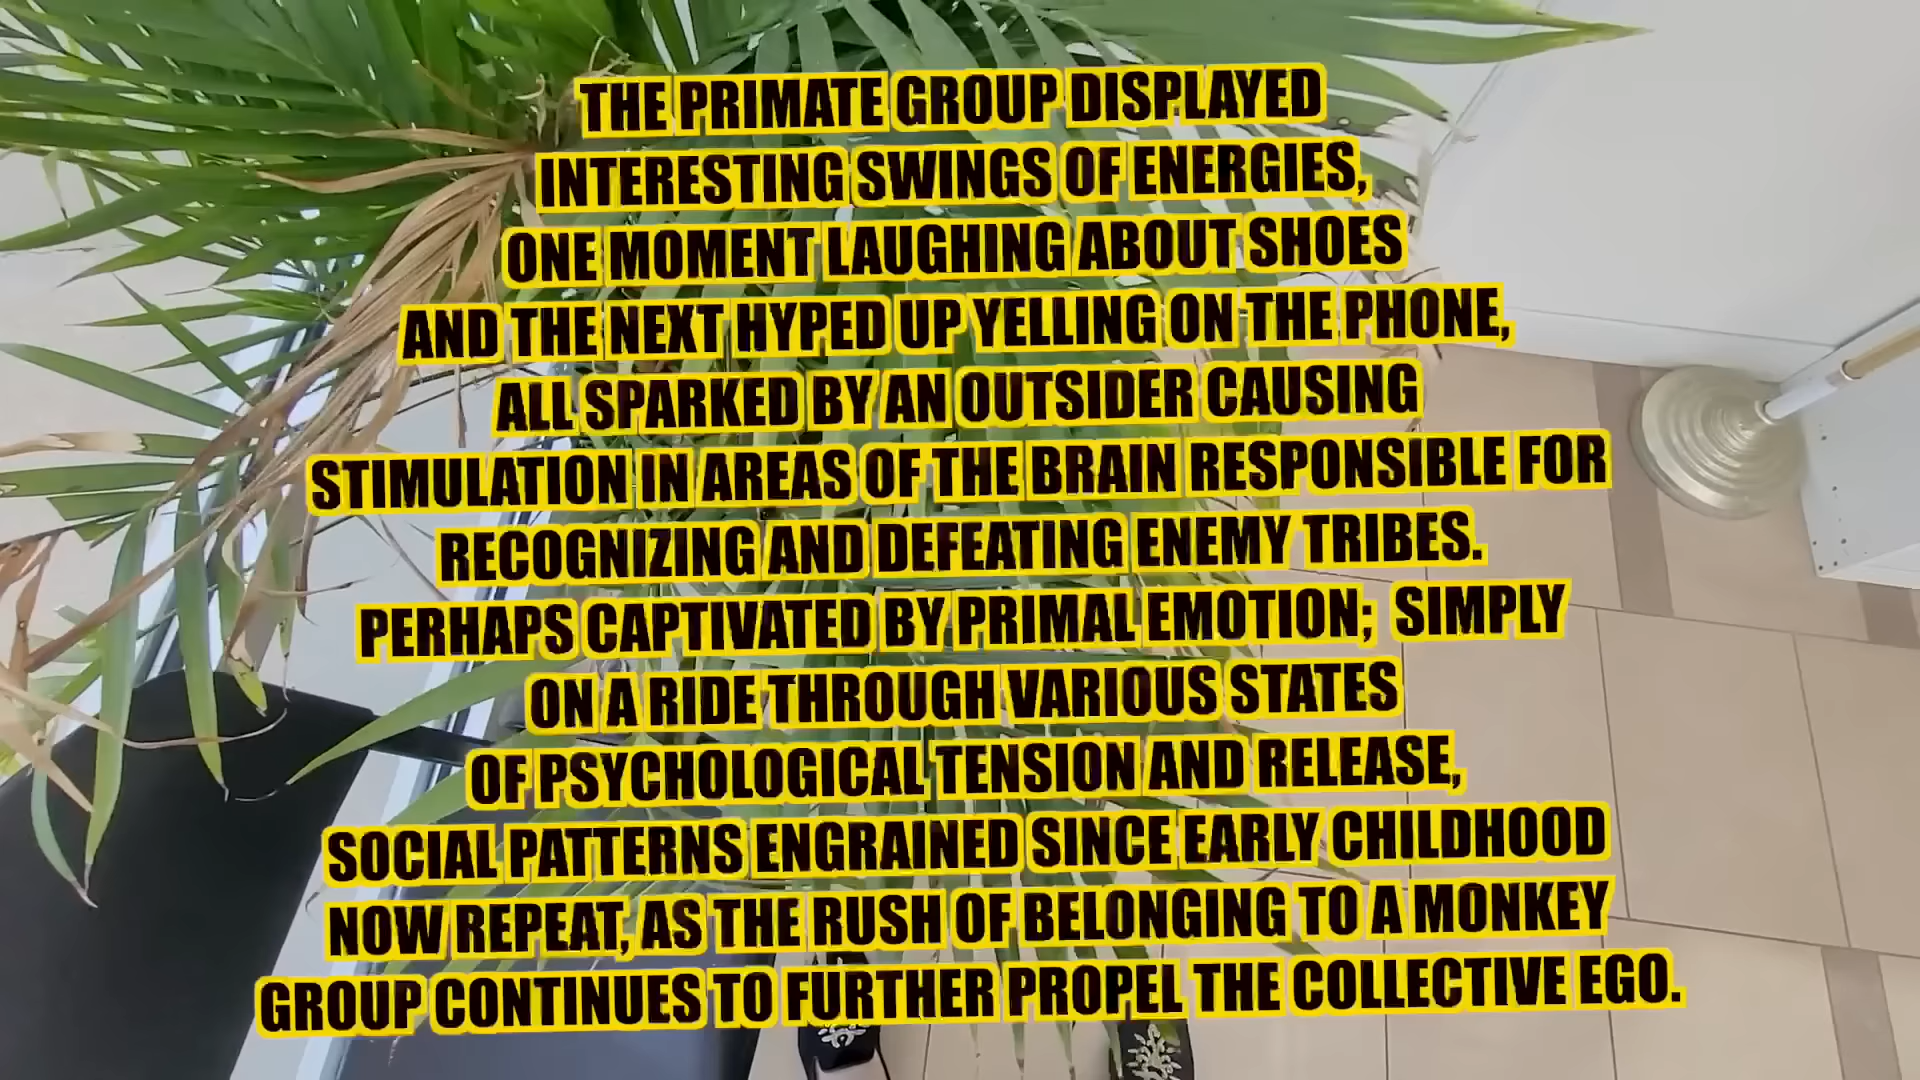 THE PRIMATE GROUP DISPLAYED
INTERESTING SWINGS OF ENERGIES,
ONE MOMENT LAUGHING ABOUT SHOES
AND THE NEXT HYPED UP YELLING ON THE PHONE,
ALL SPARKED BY AN OUTSIDER CAUSING
STIMULATION IN AREAS OF THE BRAIN RESPONSIBLE FOR
RECOGNIZING AND DEFEATING ENEMY TRIBES.
PERHAPS CAPTIVATED BY PRIMAL EMOTION; SIMPLY
ON A RIDE THROUGH VARIOUS STATES
OF PSYCHOLOGICAL TENSION AND RELEASE,
SOCIAL PATTERNS ENGRAINED SINCE EARLY CHILDHOOD
NOW REPEAT, AS THE RUSH OF BELONGING TO A MONKEY
GROUP CONTINUES TO FURTHER PROPEL THE COLLECTIVE EGO.